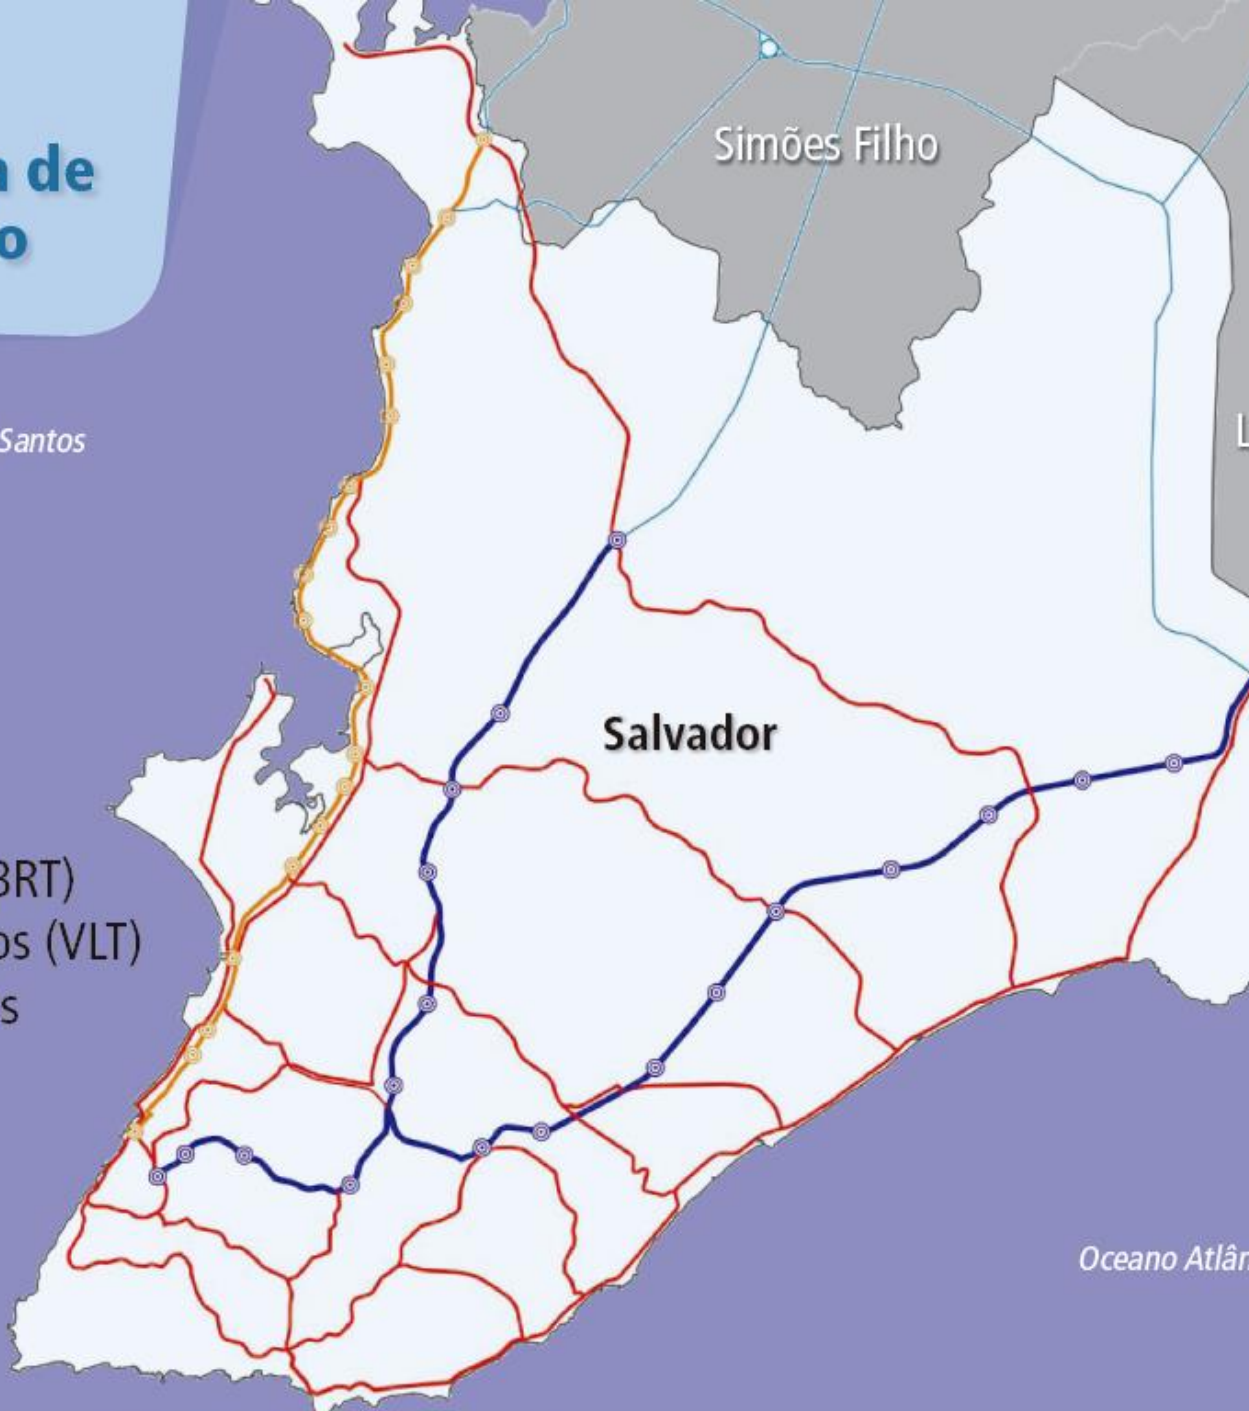 de
o
Simões Filho
Santos
L
Salvador
BRT)
os (VLT)
s
Oceano Atlân